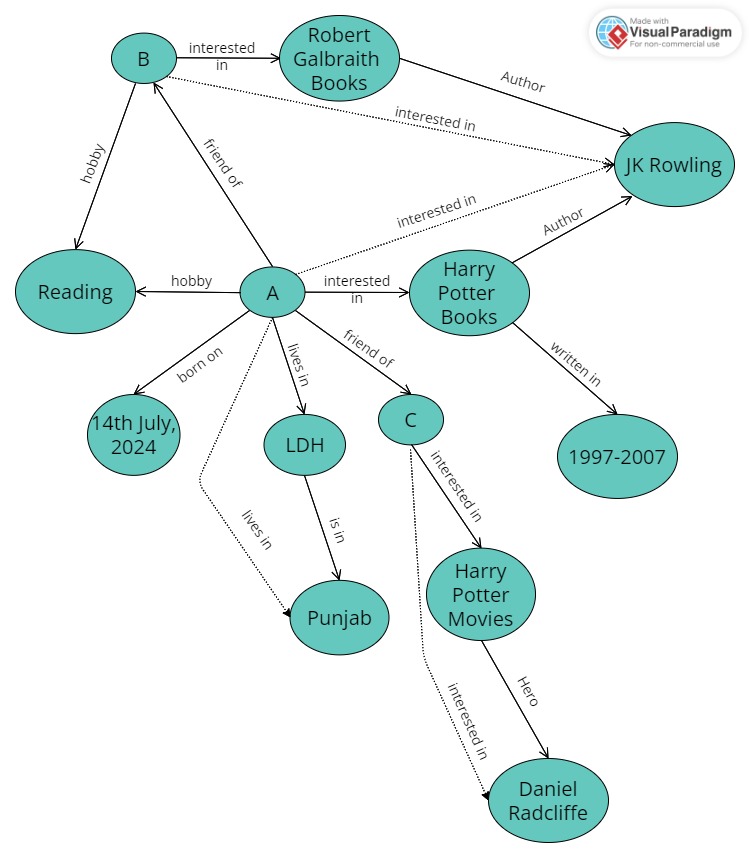 Made with
Visual Paradigm
For non-commercial use
Robert
Galbraith
Books
B
interested
in
Author
interested in
JK Rowling
hobby
friend of
interested in
Author
Reading
hobby
A
interested
in
Harry
Potter
Books
born on
lives in
friend of
written in
14th July,
2024
LDH
C
1997-2007
interested in
lives in
is in
Harry
Potter
Movies
Punjab
Hero
interested in
Daniel
Radcliffe